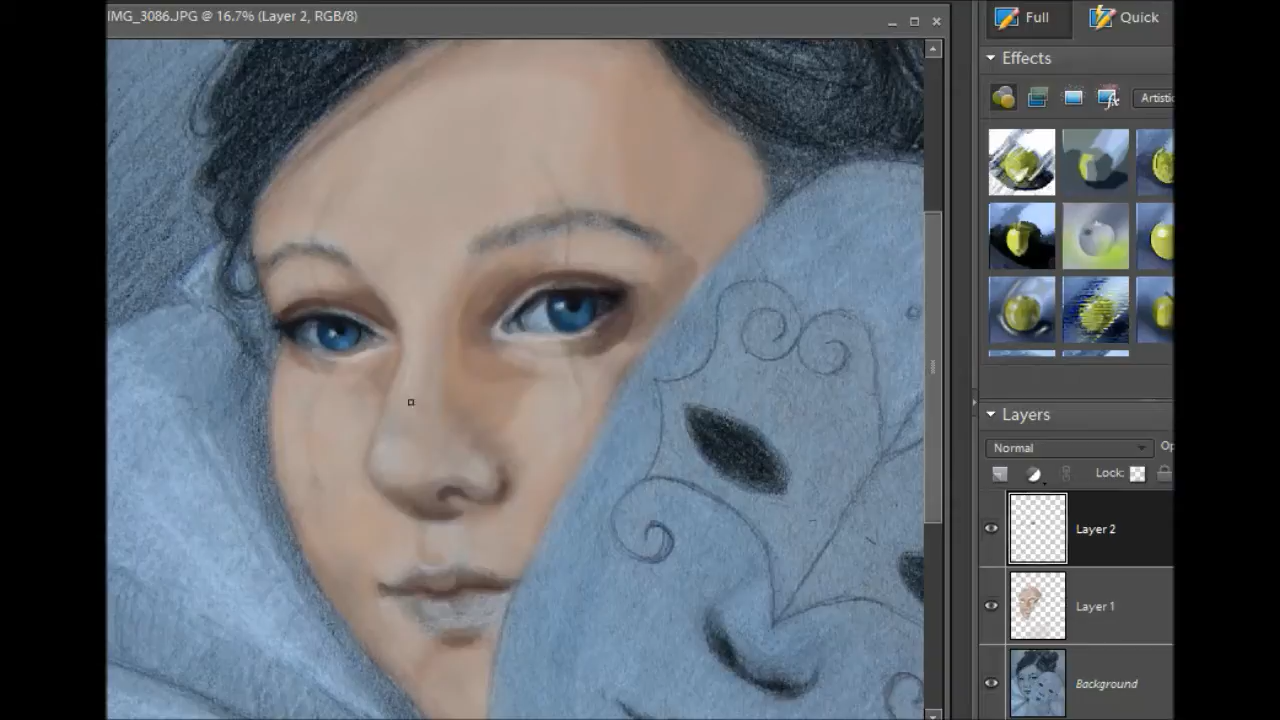 IMG_3086.JPG @ 16.7% (Layer 2, RGB/8)
Full
Quick
Effects
Artistic
Layers
Normal
Op
Lock:
Layer 2
Layer 1
Background